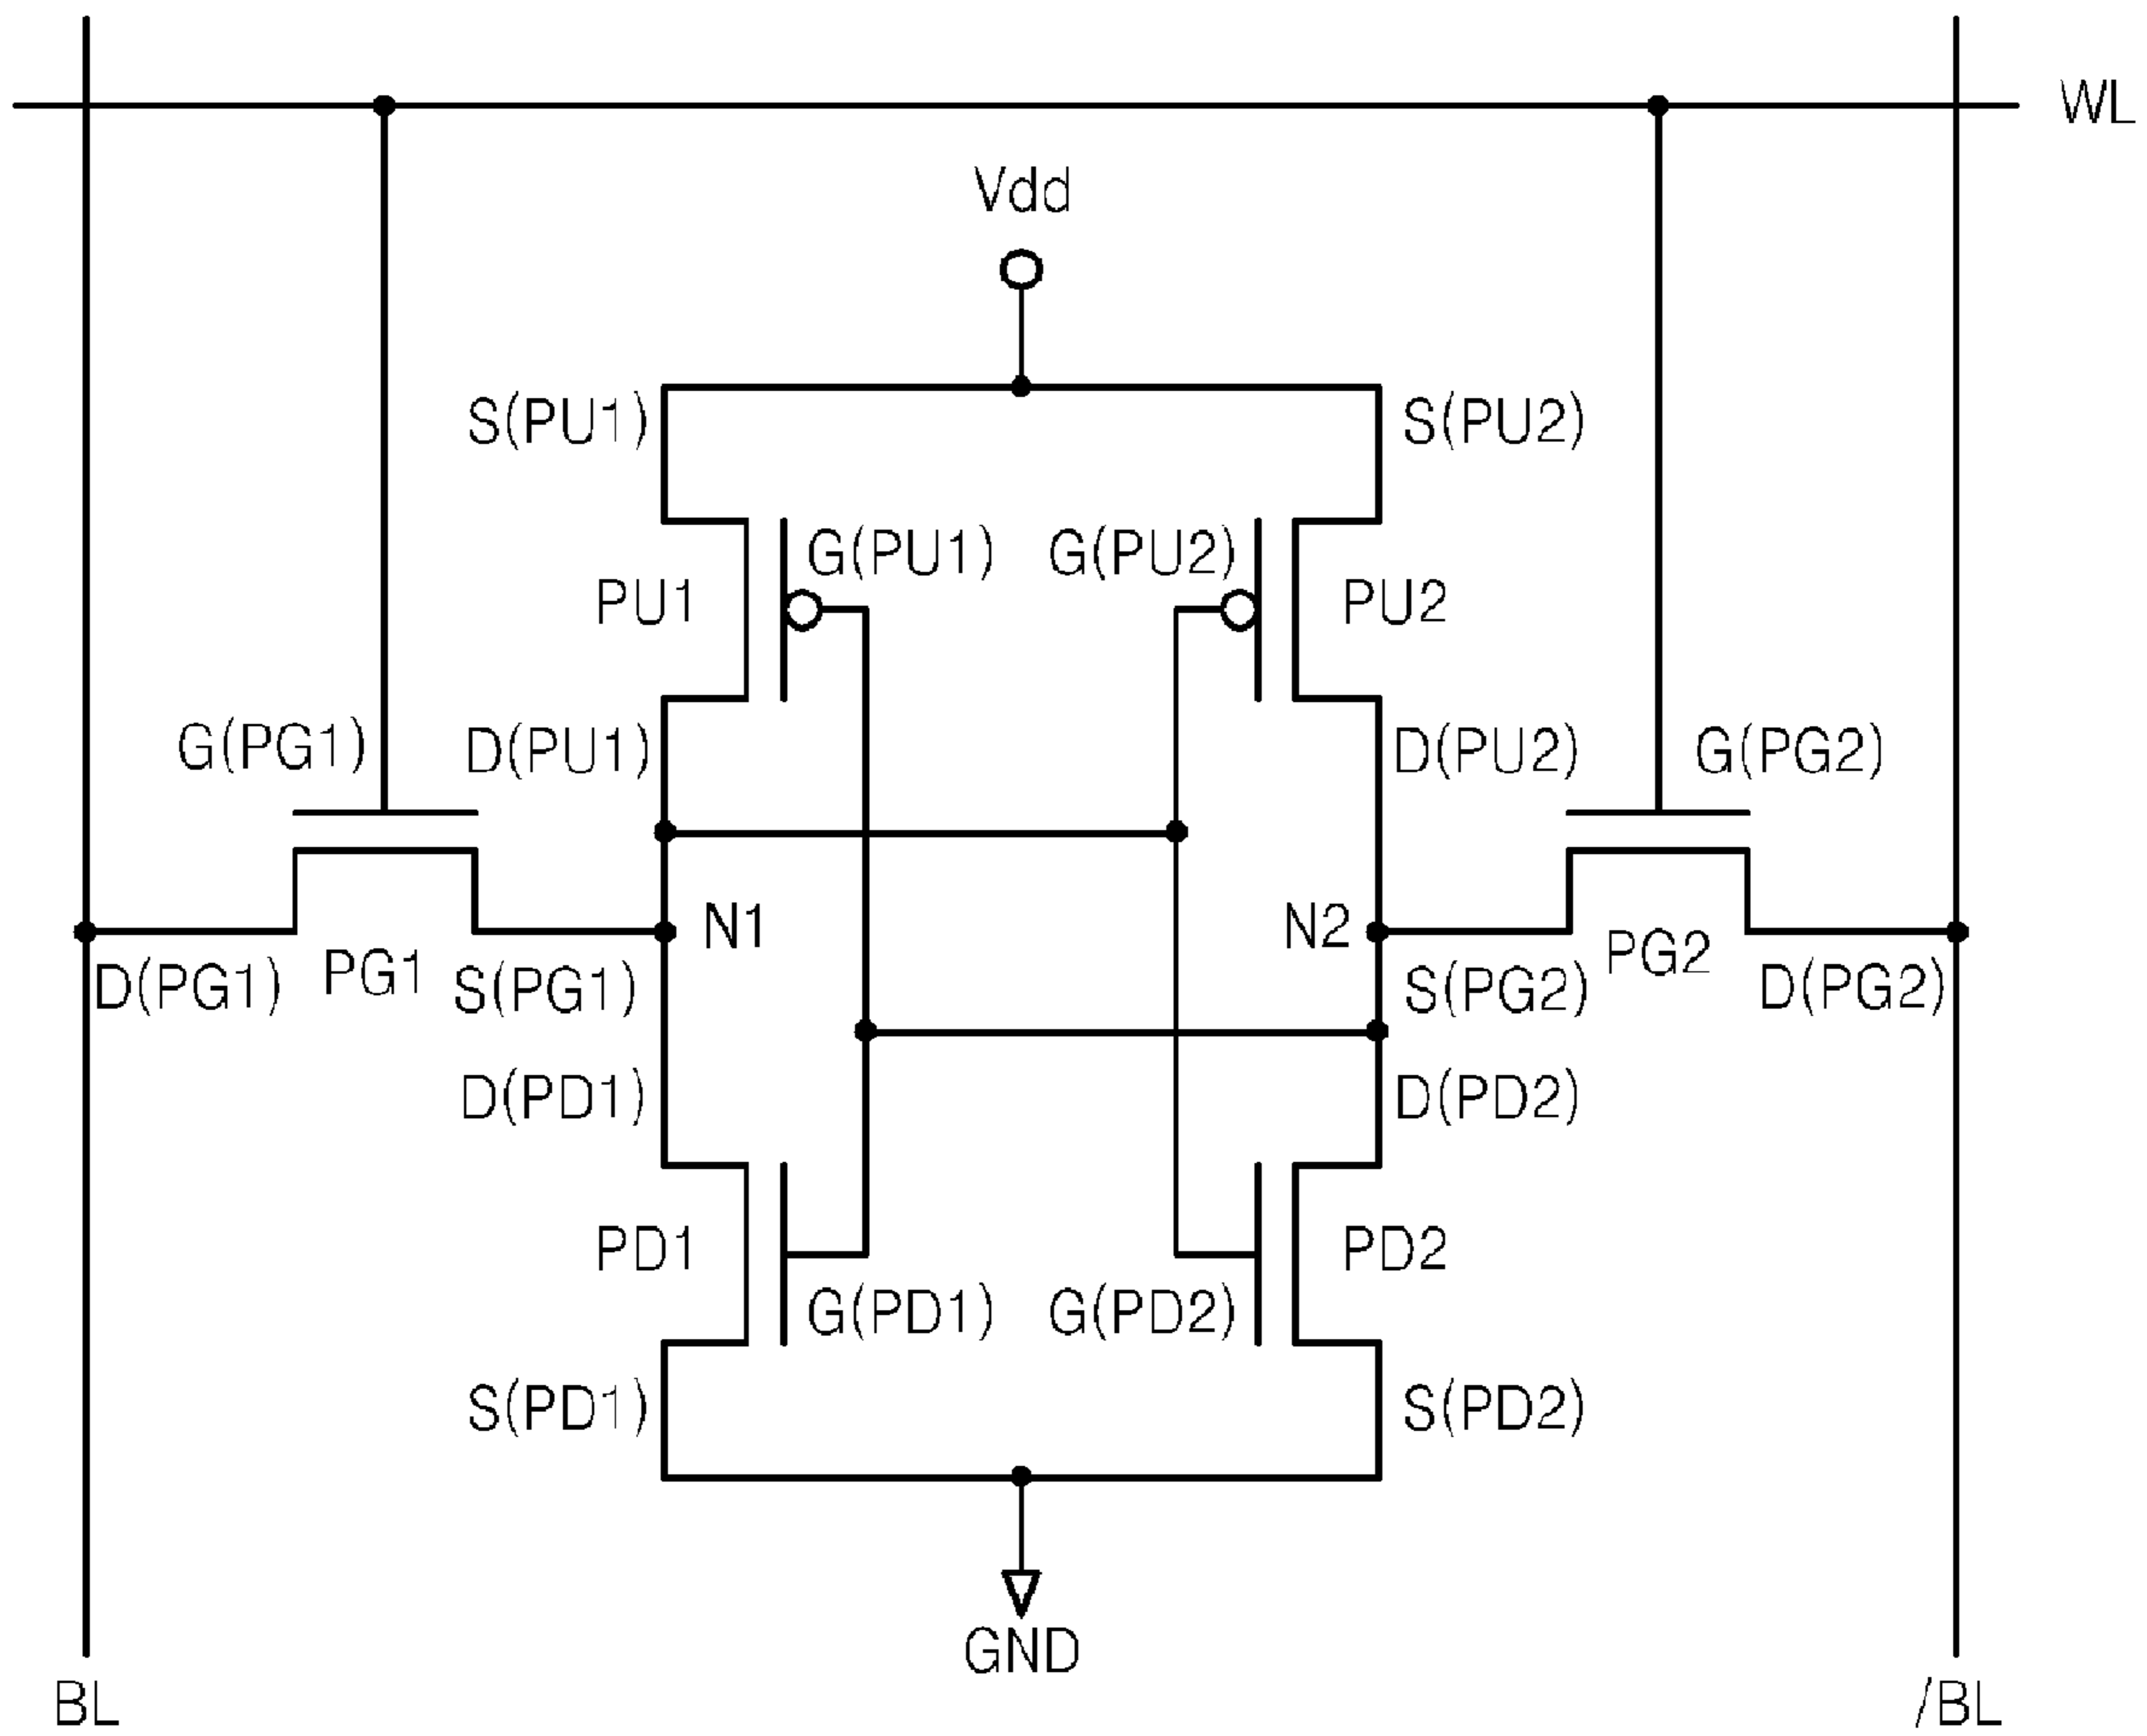 WL
Vdd
S(PU1)
S(PU2)
G(PU1)
G(PU2)
PU1
PU2
G(PG1)
D(PU1)
D(PU2)
G(PG2)
N1
N2
PG1
PG2
D(PG1)
S(PG1)
S(PG2)
D(PG2)
D(PD1)
D(PD2)
PD1
PD2
G(PD1)
G(PD2)
S(PD1)
S(PD2)
GND
BL
/BL